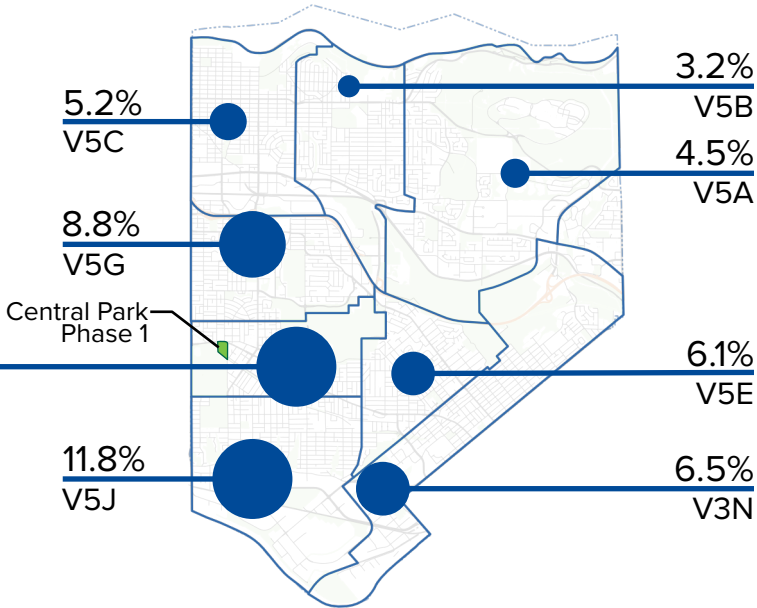 3.2%
V5B
5.2%
V5C
4.5%
V5A
8.8%
V5G
Central Park
Phase 1
6.1%
V5E
11.8%
V5J
6.5%
V3N